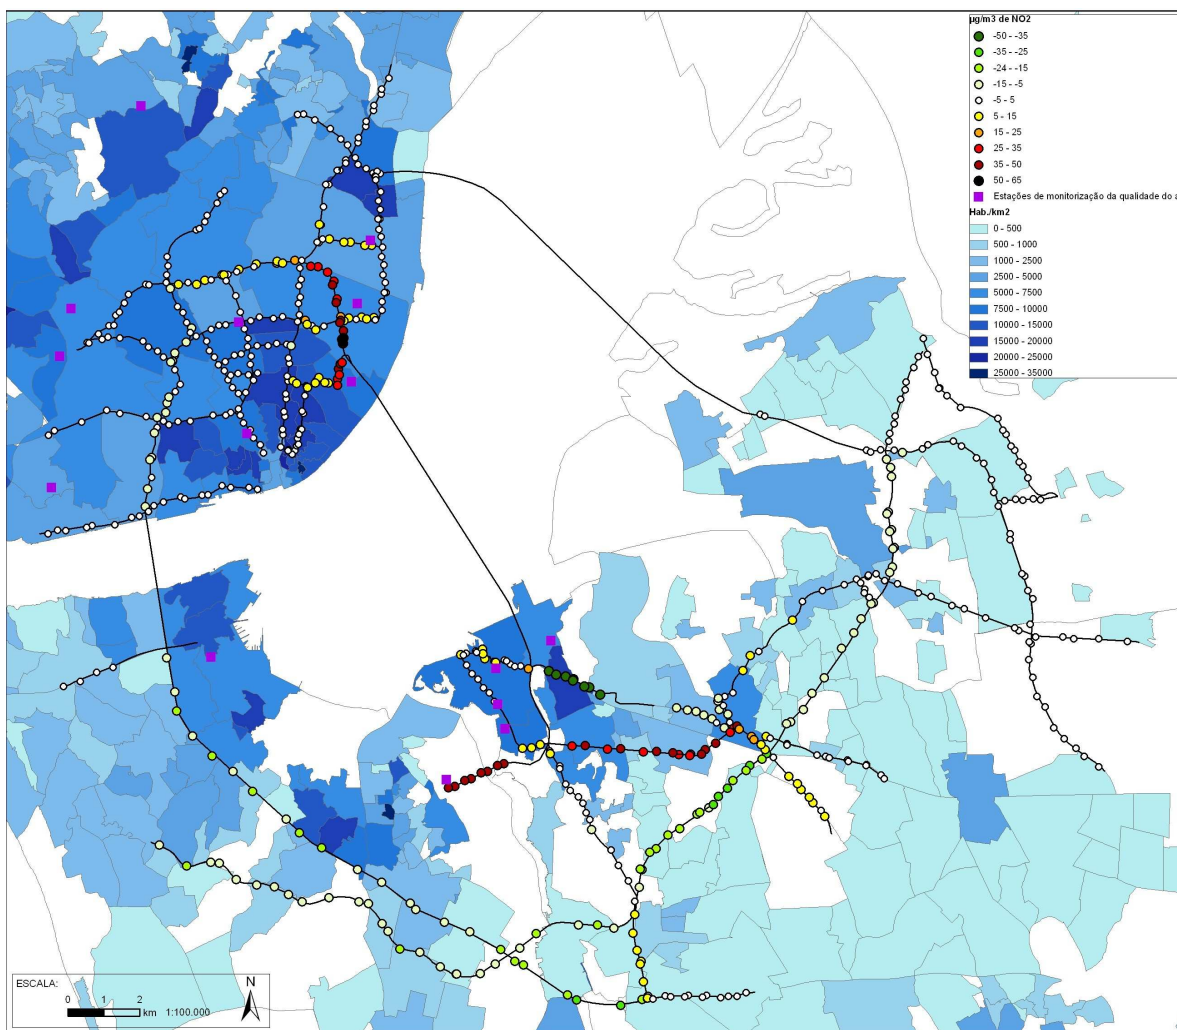 µg/m3 de NO2
-50 - -35
-35 - -25
-24 - -15
-15 - -5
-5 - 5
5 - 15
15 - 25
25 - 35
35 - 50
50 - 65
Estações de monitorização da qualidade do a
Hab./km2
0 - 500
500 - 1000
1000 - 2500
2500 - 5000
5000 - 7500
7500 - 10000
10000 - 15000
15000 - 20000
20000 - 25000
25000 - 35000
ESCALA:
N
0 1 2
km 1:100.000